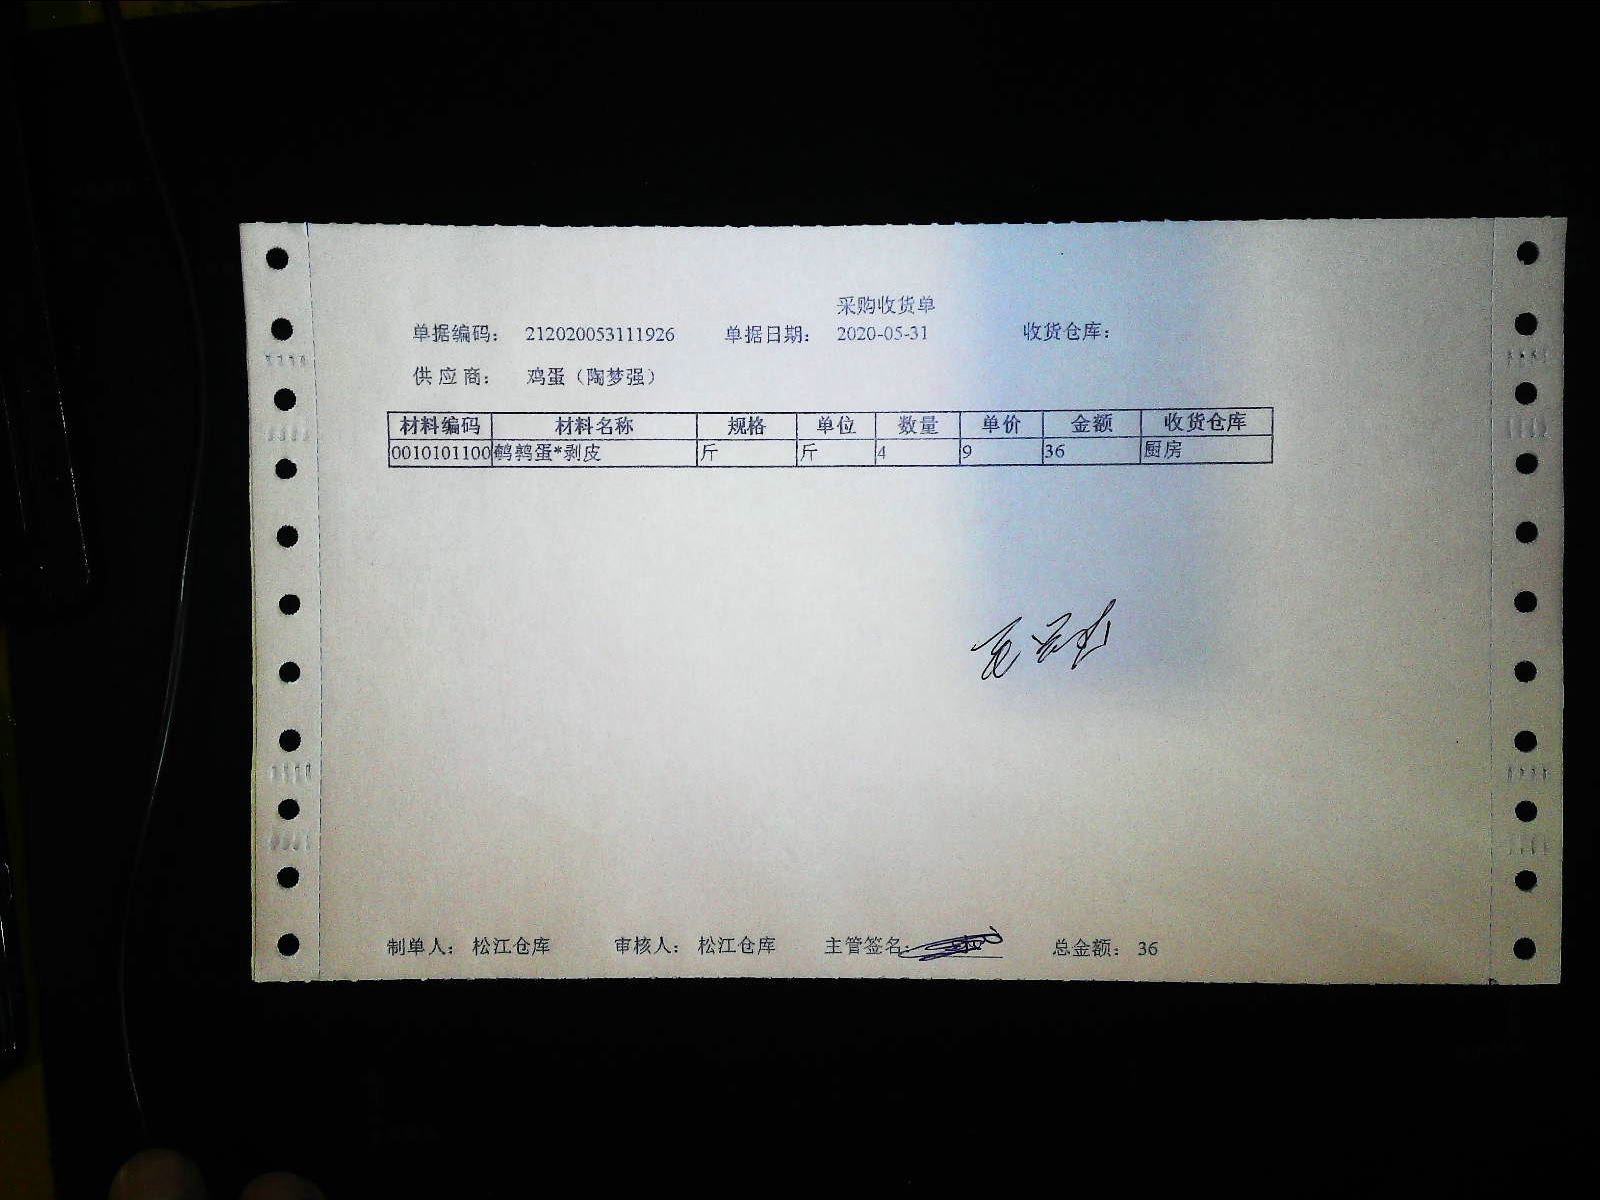 采购收货单
单据编码： 212020053111926 单据日期： 2020-05-31 收货仓库：
供应商： 鸡蛋（陶梦强）
材料编码 材料名称 规格 单位 数量 单价 金额 收货仓库
0010101100 鹌鹑蛋*剥皮 斤 斤 4 9 36 厨房
制单人： 松江仓库 审核人： 松江仓库 主管签名: 总金额： 36